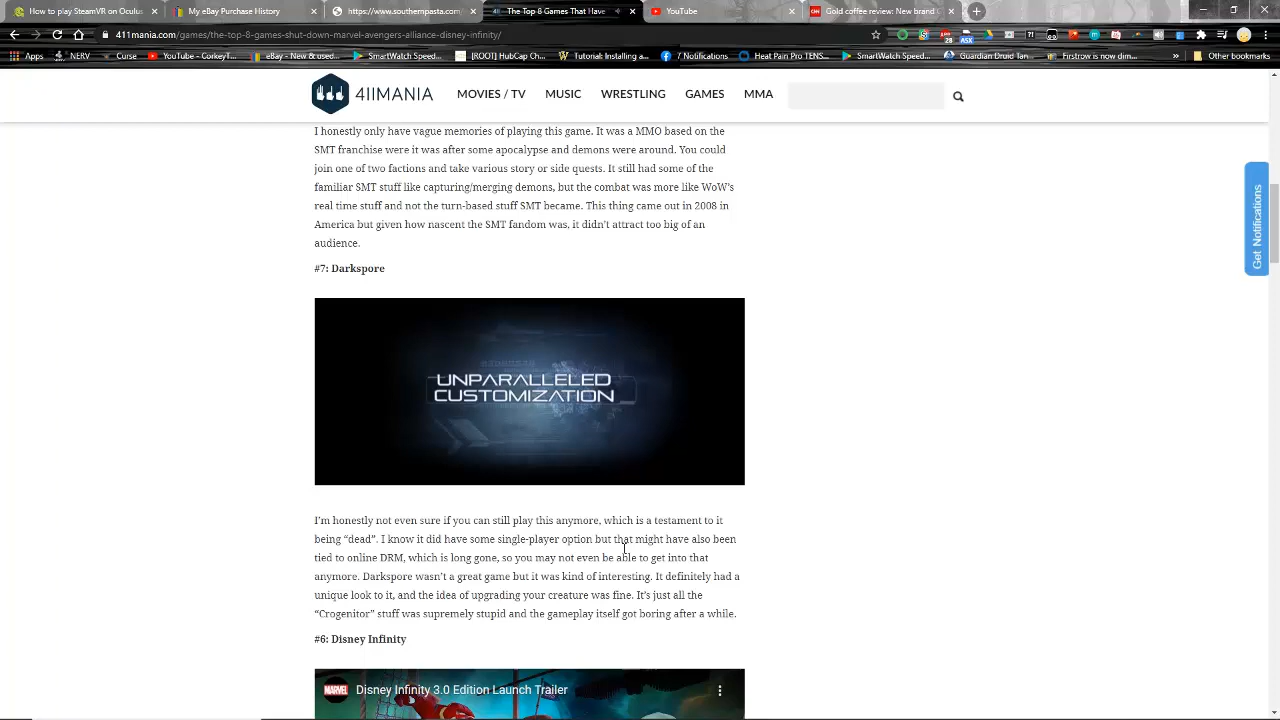 How to play SteamVR on Oculus
My eBay Purchase History
https://www.southernpasta.com
The Top 8 Games That Have
YouTube
Gold coffee review: New brand
411mania.com/games/the-top-8-games-shut-down-marvel-avengers-alliance-disney-infinity/
Apps
NERV
Curse
YouTube - CorkeyT...
eBay - New & used...
SmartWatch Speed...
[ROOT] HubCap Ch...
Tutorial: Installing a...
7 Notifications
Heat Pain Pro TENS...
SmartWatch Speed...
Guardian Druid Tan...
Firstrow is now dim...
»
Other bookmarks
411MANIA
MOVIES / TV
MUSIC
WRESTLING
GAMES
MMA
I honestly only have vague memories of playing this game. It was a MMO based on the
SMT franchise were it was after some apocalypse and demons were around. You could
join one of two factions and take various story or side quests. It still had some of the
familiar SMT stuff like capturing/merging demons, but the combat was more like WoW's
real time stuff and not the turn-based stuff SMT became. This thing came out in 2008 in
America but given how nascent the SMT fandom was, it didn't attract too big of an
audience.
#7: Darkspore
UNPARALLELED
CUSTOMIZATION
I'm honestly not even sure if you can still play this anymore, which is a testament to it
being “dead”. I know it did have some single-player option but that might have also been
tied to online DRM, which is long gone, so you may not even be able to get into that
anymore. Darkspore wasn't a great game but it was kind of interesting. It definitely had a
unique look to it, and the idea of upgrading your creature was fine. It's just all the
“Crogenitor” stuff was supremely stupid and the gameplay itself got boring after a while.
#6: Disney Infinity
MARVEL
Disney Infinity 3.0 Edition Launch Trailer
Get Notifications